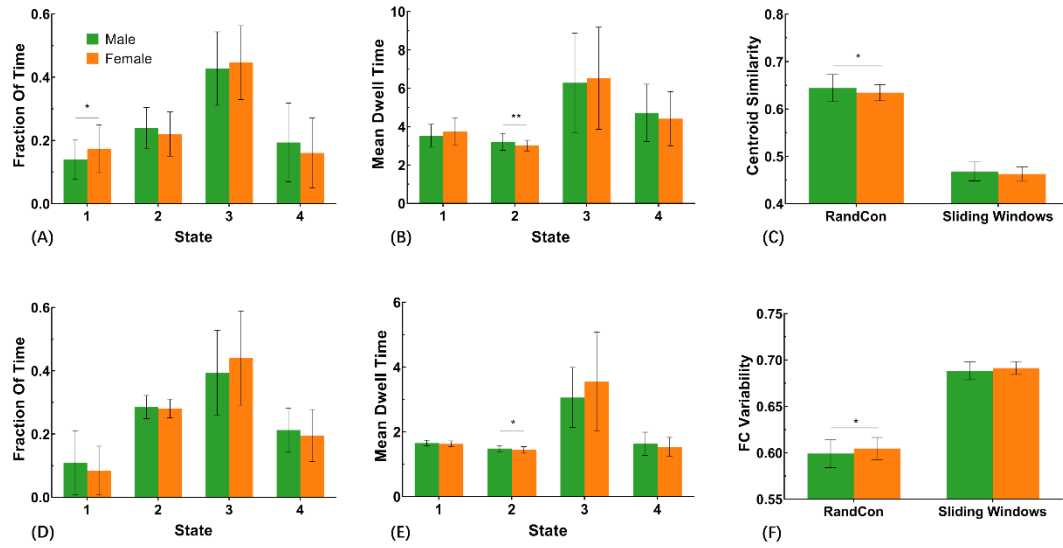 Fraction Of Time
0.6
0.4
0.2
0.0
Male
Female
*
1 2 3 4
State
(A)
Mean Dwell Time
10
8
6
4
2
0
**
1 2 3 4
State
(B)
Centroid Similarity
0.8
0.7
0.6
0.5
0.4
*
RandCon Sliding Windows
(C)
Fraction Of Time
0.6
0.4
0.2
0.0
1 2 3 4
State
(D)
Mean Dwell Time
6
4
2
0
*
1 2 3 4
State
(E)
FC Variability
0.75
0.70
0.65
0.60
0.55
*
RandCon Sliding Windows
(F)